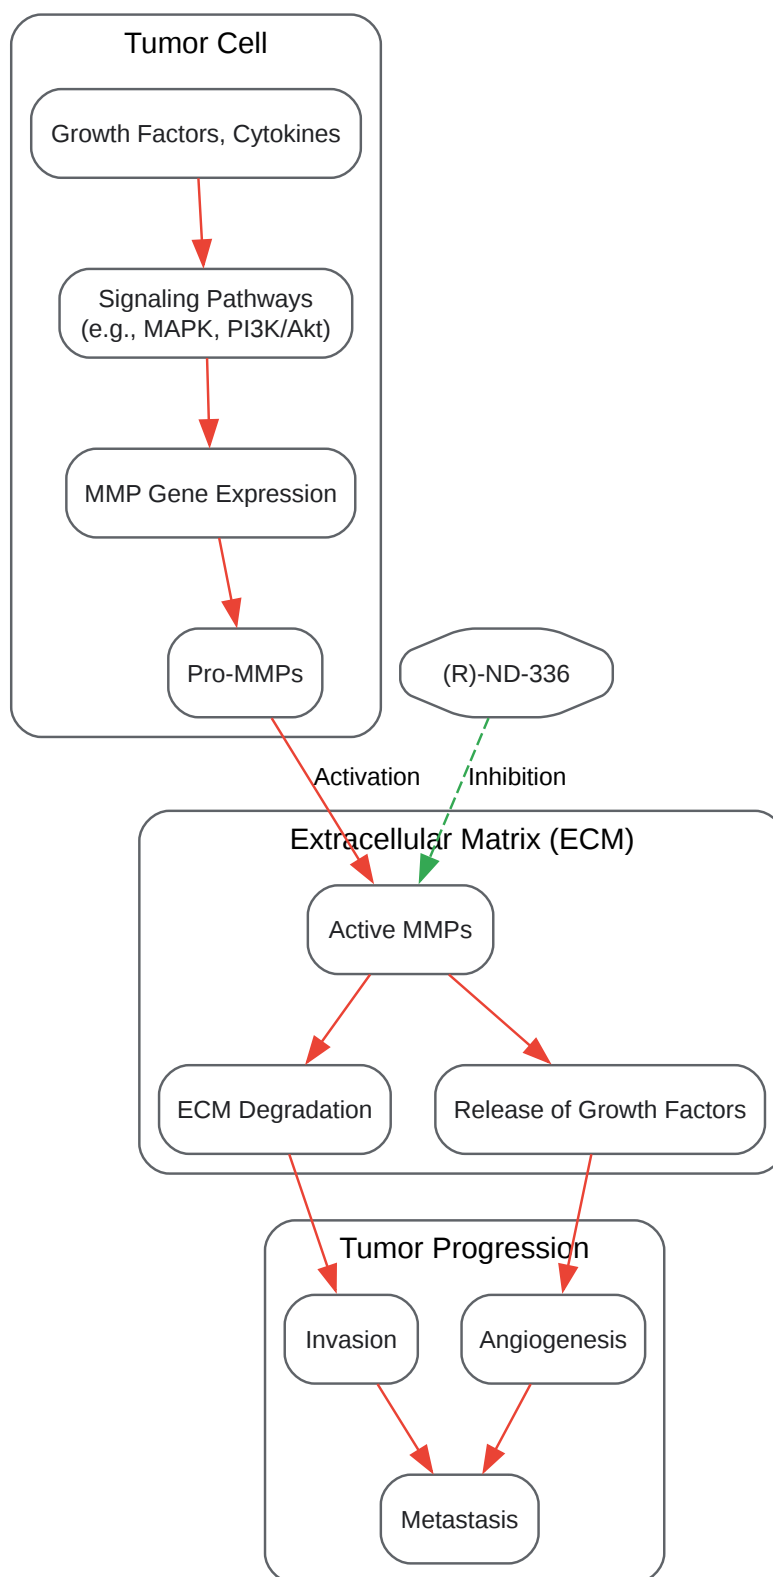 Tumor Cell
Growth Factors, Cytokines
Signaling Pathways
(e.g., MAPK, PI3K/Akt)
MMP Gene Expression
Pro-MMPs
(R)-ND-336
Activation
Inhibition
Extracellular Matrix (ECM)
Active MMPs
ECM Degradation
Release of Growth Factors
Tumor Progression
Invasion
Angiogenesis
Metastasis